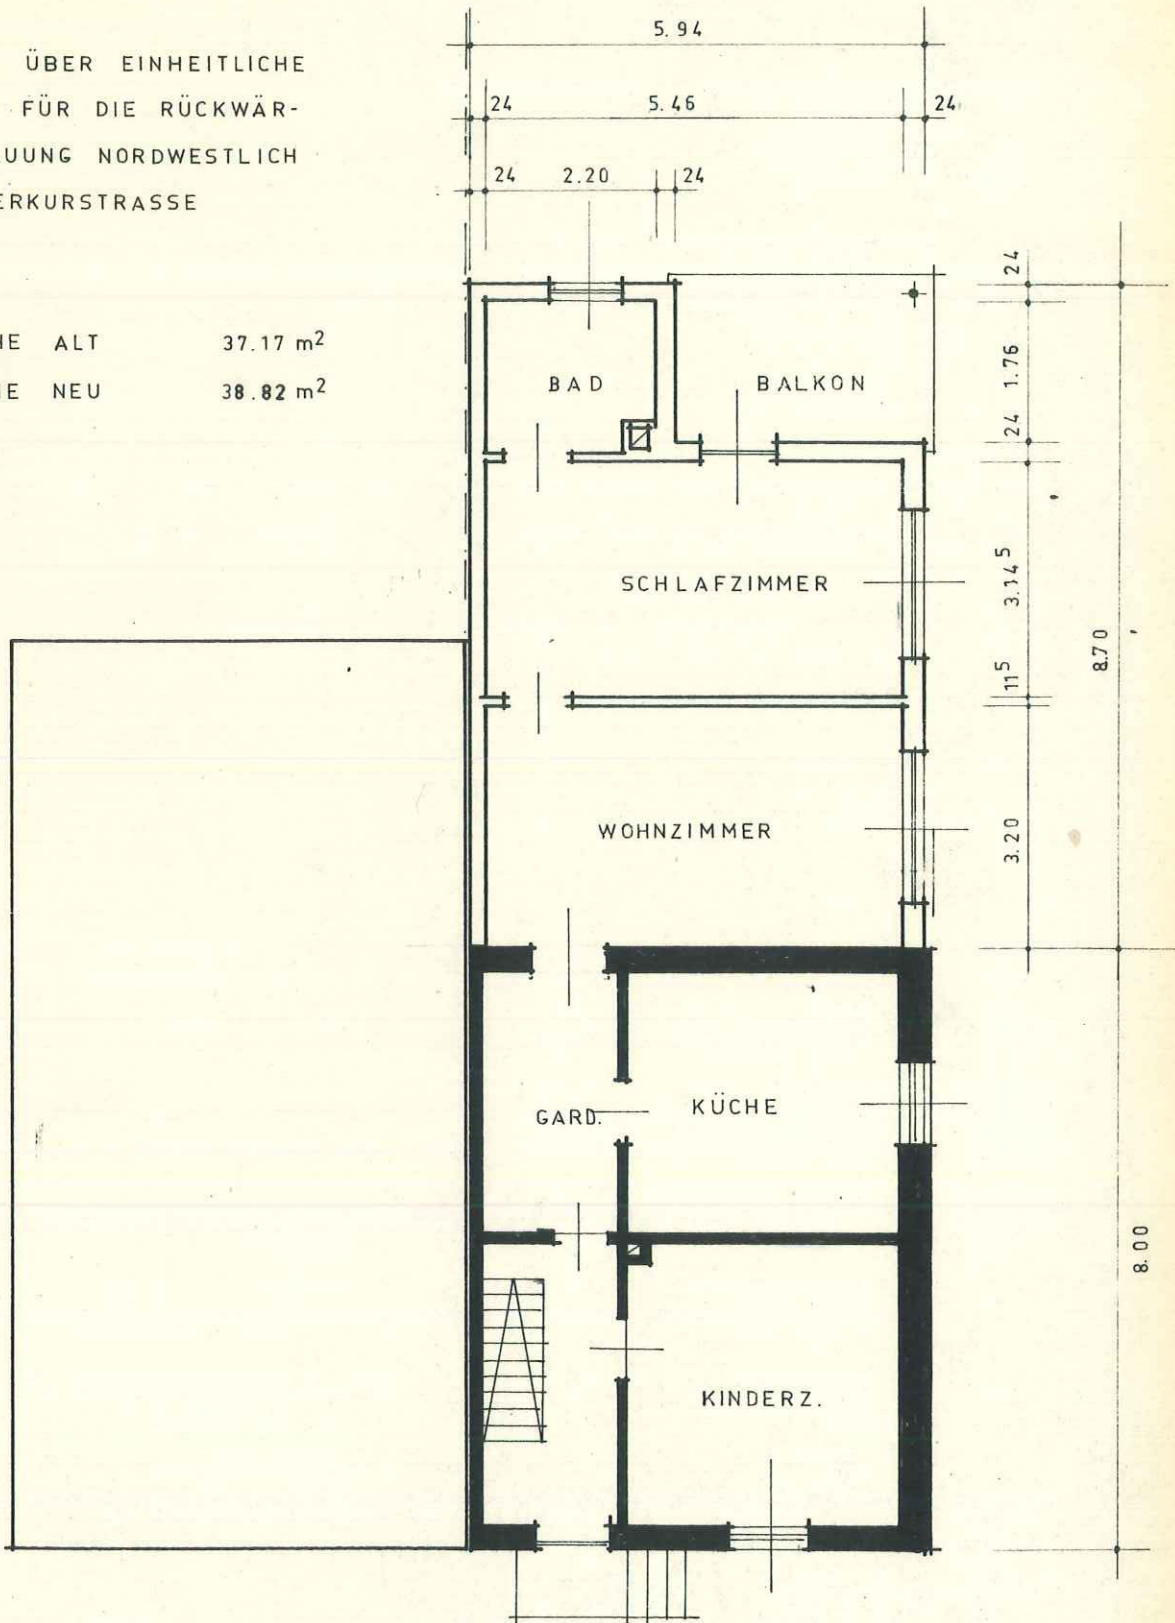 ÜBER EINHEITLICHE
FÜR DIE RÜCKWÄR-
UUNG NORDWESTLICH
ERKURSTRASSE
HE ALT 37.17 m²
HE NEU 38.82 m²
5.94
24 5.46 24
24 2.20 24
24
1.76
24
3.14⁵
11⁵
3.20
8.70
8.00
BAD
BALKON
SCHLAFZIMMER
WOHNZIMMER
GARD.
KÜCHE
KINDERZ.